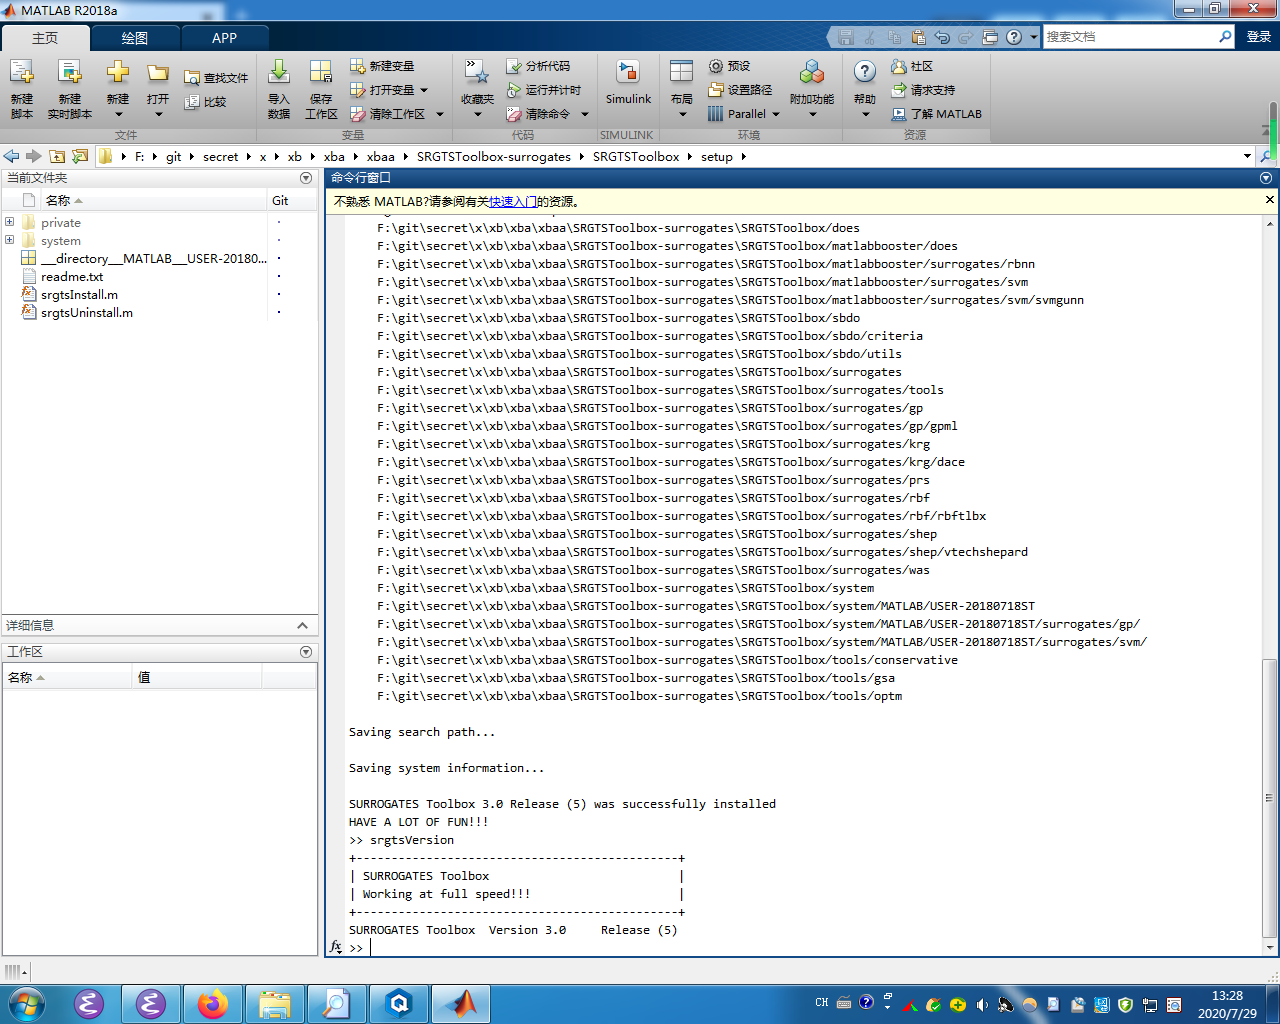 MATLAB R2018a
主页
绘图
APP
搜索文档
登录
新建
脚本
新建
实时脚本
新建
打开
查找文件
比较
文件
导入
数据
保存
工作区
新建变量
打开变量
清除工作区
变量
收藏夹
分析代码
运行并计时
清除命令
代码
Simulink
SIMULINK
布局
预设
设置路径
Parallel
附加功能
环境
帮助
社区
请求支持
了解 MATLAB
资源
F: git secret x xb xba xbaa SRGTSToolbox-surrogates SRGTSToolbox setup
当前文件夹
名称
Git
private
system
__directory__MATLAB__USER-20180...
readme.txt
srgtsInstall.m
srgtsUninstall.m
详细信息
工作区
名称
值
命令行窗口
不熟悉 MATLAB?请参阅有关快速入门的资源。
F:\git\secret\x\xb\xba\xbaa\SRGTSToolbox-surrogates\SRGTSToolbox/does
F:\git\secret\x\xb\xba\xbaa\SRGTSToolbox-surrogates\SRGTSToolbox/matlabbooster/does
F:\git\secret\x\xb\xba\xbaa\SRGTSToolbox-surrogates\SRGTSToolbox/matlabbooster/surrogates/rbnn
F:\git\secret\x\xb\xba\xbaa\SRGTSToolbox-surrogates\SRGTSToolbox/matlabbooster/surrogates/svm
F:\git\secret\x\xb\xba\xbaa\SRGTSToolbox-surrogates\SRGTSToolbox/matlabbooster/surrogates/svm/svmgunn
F:\git\secret\x\xb\xba\xbaa\SRGTSToolbox-surrogates\SRGTSToolbox/sbdo
F:\git\secret\x\xb\xba\xbaa\SRGTSToolbox-surrogates\SRGTSToolbox/sbdo/criteria
F:\git\secret\x\xb\xba\xbaa\SRGTSToolbox-surrogates\SRGTSToolbox/sbdo/utils
F:\git\secret\x\xb\xba\xbaa\SRGTSToolbox-surrogates\SRGTSToolbox/surrogates
F:\git\secret\x\xb\xba\xbaa\SRGTSToolbox-surrogates\SRGTSToolbox/surrogates/tools
F:\git\secret\x\xb\xba\xbaa\SRGTSToolbox-surrogates\SRGTSToolbox/surrogates/gp
F:\git\secret\x\xb\xba\xbaa\SRGTSToolbox-surrogates\SRGTSToolbox/surrogates/gp/gpml
F:\git\secret\x\xb\xba\xbaa\SRGTSToolbox-surrogates\SRGTSToolbox/surrogates/krg
F:\git\secret\x\xb\xba\xbaa\SRGTSToolbox-surrogates\SRGTSToolbox/surrogates/krg/dace
F:\git\secret\x\xb\xba\xbaa\SRGTSToolbox-surrogates\SRGTSToolbox/surrogates/prs
F:\git\secret\x\xb\xba\xbaa\SRGTSToolbox-surrogates\SRGTSToolbox/surrogates/rbf
F:\git\secret\x\xb\xba\xbaa\SRGTSToolbox-surrogates\SRGTSToolbox/surrogates/rbf/rbftlbx
F:\git\secret\x\xb\xba\xbaa\SRGTSToolbox-surrogates\SRGTSToolbox/surrogates/shep
F:\git\secret\x\xb\xba\xbaa\SRGTSToolbox-surrogates\SRGTSToolbox/surrogates/shep/vtechshepard
F:\git\secret\x\xb\xba\xbaa\SRGTSToolbox-surrogates\SRGTSToolbox/surrogates/was
F:\git\secret\x\xb\xba\xbaa\SRGTSToolbox-surrogates\SRGTSToolbox/system
F:\git\secret\x\xb\xba\xbaa\SRGTSToolbox-surrogates\SRGTSToolbox/system/MATLAB/USER-20180718ST
F:\git\secret\x\xb\xba\xbaa\SRGTSToolbox-surrogates\SRGTSToolbox/system/MATLAB/USER-20180718ST/surrogates/gp/
F:\git\secret\x\xb\xba\xbaa\SRGTSToolbox-surrogates\SRGTSToolbox/system/MATLAB/USER-20180718ST/surrogates/svm/
F:\git\secret\x\xb\xba\xbaa\SRGTSToolbox-surrogates\SRGTSToolbox/tools/conservative
F:\git\secret\x\xb\xba\xbaa\SRGTSToolbox-surrogates\SRGTSToolbox/tools/gsa
F:\git\secret\x\xb\xba\xbaa\SRGTSToolbox-surrogates\SRGTSToolbox/tools/optm
Saving search path...
Saving system information...
SURROGATES Toolbox 3.0 Release (5) was successfully installed
HAVE A LOT OF FUN!!!
>> srgtsVersion
+----------------------------------------------+
| SURROGATES Toolbox |
| Working at full speed!!! |
+----------------------------------------------+
SURROGATES Toolbox Version 3.0 Release (5)
fx >>
CH
13:28
2020/7/29